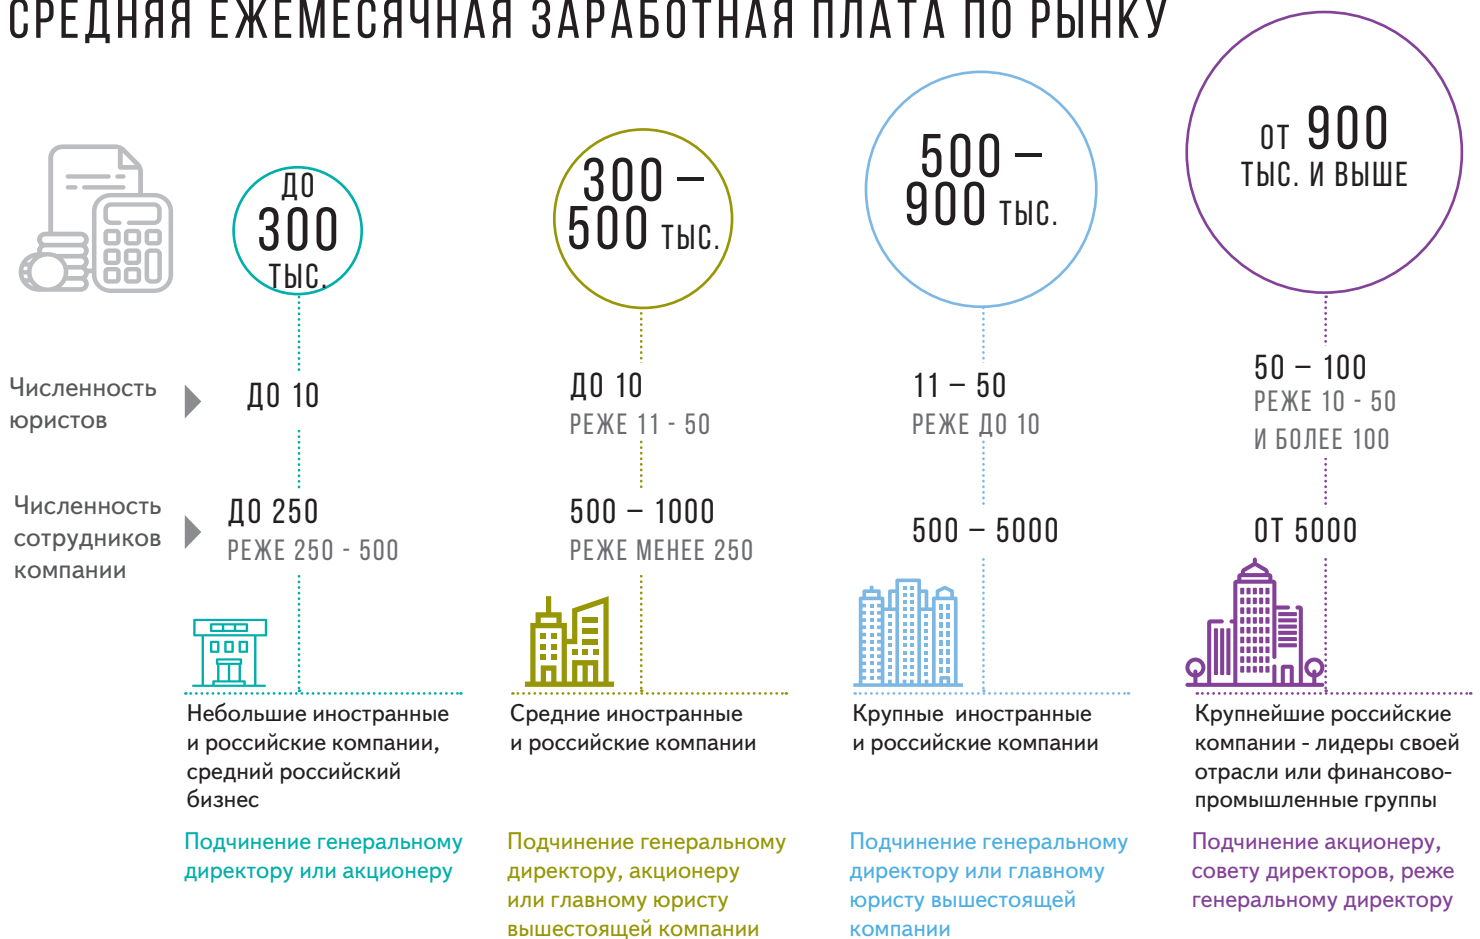 СРЕДНЯЯ ЕЖЕМЕСЯЧНАЯ ЗАРАБОТНАЯ ПЛАТА ПО РЫНКУ
ДО
300
ТЫС.
300 –
500 ТЫС.
500 –
900 ТЫС.
ОТ 900
ТЫС. И ВЫШЕ
Численность
юристов
ДО 10
ДО 10
РЕЖЕ 11 - 50
11 – 50
РЕЖЕ ДО 10
50 – 100
РЕЖЕ 10 - 50
И БОЛЕЕ 100
Численность
сотрудников
компании
ДО 250
РЕЖЕ 250 - 500
500 – 1000
РЕЖЕ МЕНЕЕ 250
500 – 5000
ОТ 5000
Небольшие иностранные
и российские компании,
средний российский
бизнес
Подчинение генеральному
директору или акционеру
Средние иностранные
и российские компании
Подчинение генеральному
директору, акционеру
или главному юристу
вышестоящей компании
Крупные  иностранные
и российские компании
Подчинение генеральному
директору или главному
юристу вышестоящей
компании
Крупнейшие российские
компании - лидеры своей
отрасли или финансово-
промышленные группы
Подчинение акционеру,
совету директоров, реже
генеральному директору